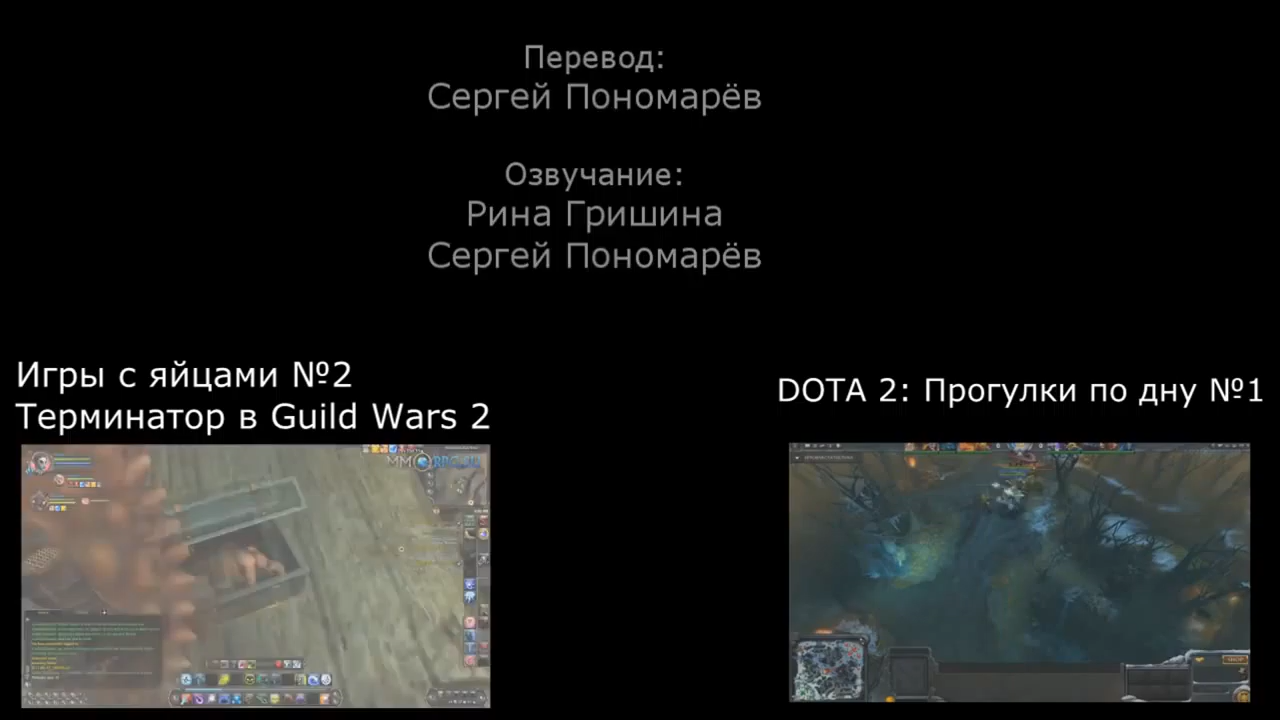 Перевод:
Сергей Пономарёв
Озвучание:
Рина Гришина
Сергей Пономарёв
Игры с яйцами №2
Терминатор в Guild Wars 2
DOTA 2: Прогулки по дну №1